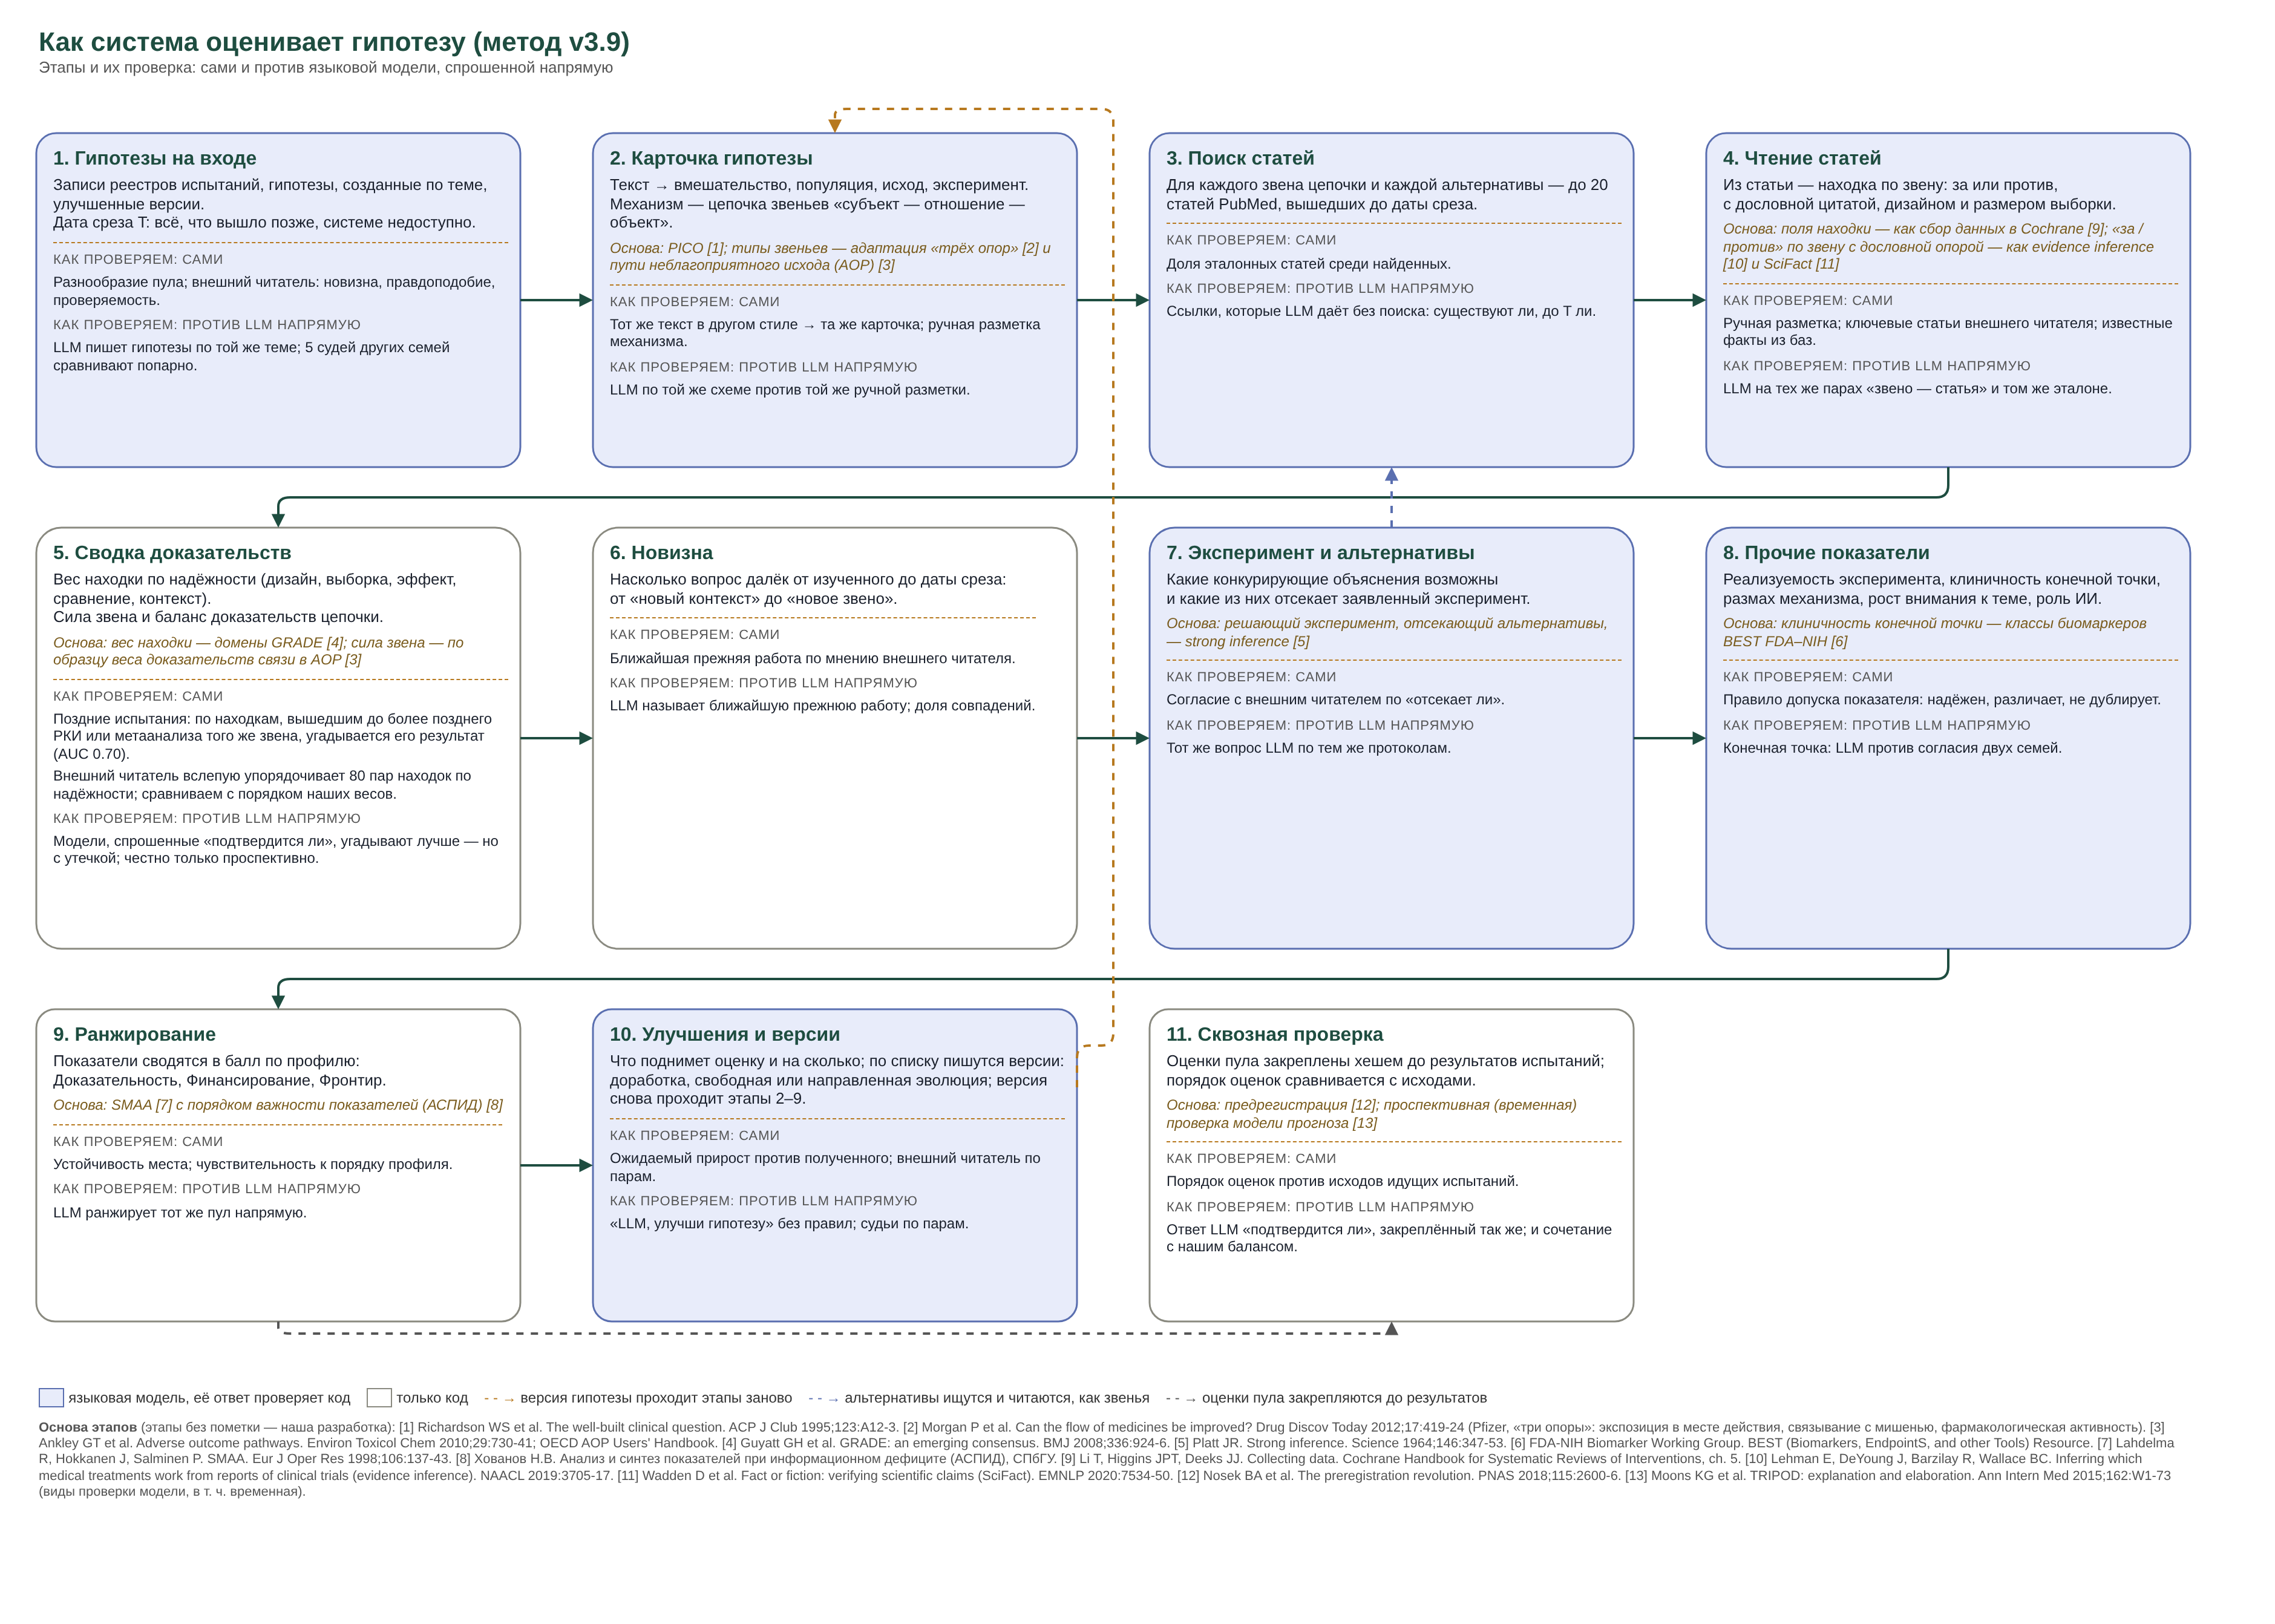 Как система оценивает гипотезу (метод v3.9)
Этапы и их проверка: сами и против языковой модели, спрошенной напрямую
1. Гипотезы на входе
Записи реестров испытаний, гипотезы, созданные по теме,
улучшенные версии.
Дата среза Т: всё, что вышло позже, системе недоступно.
КАК ПРОВЕРЯЕМ: САМИ
Разнообразие пула; внешний читатель: новизна, правдоподобие,
проверяемость.
КАК ПРОВЕРЯЕМ: ПРОТИВ LLM НАПРЯМУЮ
LLM пишет гипотезы по той же теме; 5 судей других семей
сравнивают попарно.
2. Карточка гипотезы
Текст → вмешательство, популяция, исход, эксперимент.
Механизм — цепочка звеньев «субъект — отношение —
объект».
Основа: PICO [1]; типы звеньев — адаптация «трёх опор» [2] и
пути неблагоприятного исхода (AOP) [3]
КАК ПРОВЕРЯЕМ: САМИ
Тот же текст в другом стиле → та же карточка; ручная разметка
механизма.
КАК ПРОВЕРЯЕМ: ПРОТИВ LLM НАПРЯМУЮ
LLM по той же схеме против той же ручной разметки.
3. Поиск статей
Для каждого звена цепочки и каждой альтернативы — до 20
статей PubMed, вышедших до даты среза.
КАК ПРОВЕРЯЕМ: САМИ
Доля эталонных статей среди найденных.
КАК ПРОВЕРЯЕМ: ПРОТИВ LLM НАПРЯМУЮ
Ссылки, которые LLM даёт без поиска: существуют ли, до Т ли.
4. Чтение статей
Из статьи — находка по звену: за или против,
с дословной цитатой, дизайном и размером выборки.
Основа: поля находки — как сбор данных в Cochrane [9]; «за /
против» по звену с дословной опорой — как evidence inference
[10] и SciFact [11]
КАК ПРОВЕРЯЕМ: САМИ
Ручная разметка; ключевые статьи внешнего читателя; известные
факты из баз.
КАК ПРОВЕРЯЕМ: ПРОТИВ LLM НАПРЯМУЮ
LLM на тех же парах «звено — статья» и том же эталоне.
5. Сводка доказательств
Вес находки по надёжности (дизайн, выборка, эффект,
сравнение, контекст).
Сила звена и баланс доказательств цепочки.
Основа: вес находки — домены GRADE [4]; сила звена — по
образцу веса доказательств связи в AOP [3]
КАК ПРОВЕРЯЕМ: САМИ
Поздние испытания: по находкам, вышедшим до более позднего
РКИ или метаанализа того же звена, угадывается его результат
(AUC 0.70).
Внешний читатель вслепую упорядочивает 80 пар находок по
надёжности; сравниваем с порядком наших весов.
КАК ПРОВЕРЯЕМ: ПРОТИВ LLM НАПРЯМУЮ
Модели, спрошенные «подтвердится ли», угадывают лучше — но
с утечкой; честно только проспективно.
6. Новизна
Насколько вопрос далёк от изученного до даты среза:
от «новый контекст» до «новое звено».
КАК ПРОВЕРЯЕМ: САМИ
Ближайшая прежняя работа по мнению внешнего читателя.
КАК ПРОВЕРЯЕМ: ПРОТИВ LLM НАПРЯМУЮ
LLM называет ближайшую прежнюю работу; доля совпадений.
7. Эксперимент и альтернативы
Какие конкурирующие объяснения возможны
и какие из них отсекает заявленный эксперимент.
Основа: решающий эксперимент, отсекающий альтернативы,
— strong inference [5]
КАК ПРОВЕРЯЕМ: САМИ
Согласие с внешним читателем по «отсекает ли».
КАК ПРОВЕРЯЕМ: ПРОТИВ LLM НАПРЯМУЮ
Тот же вопрос LLM по тем же протоколам.
8. Прочие показатели
Реализуемость эксперимента, клиничность конечной точки,
размах механизма, рост внимания к теме, роль ИИ.
Основа: клиничность конечной точки — классы биомаркеров
BEST FDA–NIH [6]
КАК ПРОВЕРЯЕМ: САМИ
Правило допуска показателя: надёжен, различает, не дублирует.
КАК ПРОВЕРЯЕМ: ПРОТИВ LLM НАПРЯМУЮ
Конечная точка: LLM против согласия двух семей.
9. Ранжирование
Показатели сводятся в балл по профилю:
Доказательность, Финансирование, Фронтир.
Основа: SMAA [7] с порядком важности показателей (АСПИД) [8]
КАК ПРОВЕРЯЕМ: САМИ
Устойчивость места; чувствительность к порядку профиля.
КАК ПРОВЕРЯЕМ: ПРОТИВ LLM НАПРЯМУЮ
LLM ранжирует тот же пул напрямую.
10. Улучшения и версии
Что поднимет оценку и на сколько; по списку пишутся версии:
доработка, свободная или направленная эволюция; версия
снова проходит этапы 2–9.
КАК ПРОВЕРЯЕМ: САМИ
Ожидаемый прирост против полученного; внешний читатель по
парам.
КАК ПРОВЕРЯЕМ: ПРОТИВ LLM НАПРЯМУЮ
«LLM, улучши гипотезу» без правил; судьи по парам.
11. Сквозная проверка
Оценки пула закреплены хешем до результатов испытаний;
порядок оценок сравнивается с исходами.
Основа: предрегистрация [12]; проспективная (временная)
проверка модели прогноза [13]
КАК ПРОВЕРЯЕМ: САМИ
Порядок оценок против исходов идущих испытаний.
КАК ПРОВЕРЯЕМ: ПРОТИВ LLM НАПРЯМУЮ
Ответ LLM «подтвердится ли», закреплённый так же; и сочетание
с нашим балансом.
языковая модель, её ответ проверяет код только код - - → версия гипотезы проходит этапы заново - - → альтернативы ищутся и читаются, как звенья - - → оценки пула закрепляются до результатов
Основа этапов (этапы без пометки — наша разработка): [1] Richardson WS et al. The well-built clinical question. ACP J Club 1995;123:A12-3. [2] Morgan P et al. Can the flow of medicines be improved? Drug Discov Today 2012;17:419-24 (Pfizer, «три опоры»: экспозиция в месте действия, связывание с мишенью, фармакологическая активность). [3]
Ankley GT et al. Adverse outcome pathways. Environ Toxicol Chem 2010;29:730-41; OECD AOP Users' Handbook. [4] Guyatt GH et al. GRADE: an emerging consensus. BMJ 2008;336:924-6. [5] Platt JR. Strong inference. Science 1964;146:347-53. [6] FDA-NIH Biomarker Working Group. BEST (Biomarkers, EndpointS, and other Tools) Resource. [7] Lahdelma
R, Hokkanen J, Salminen P. SMAA. Eur J Oper Res 1998;106:137-43. [8] Хованов Н.В. Анализ и синтез показателей при информационном дефиците (АСПИД), СПбГУ. [9] Li T, Higgins JPT, Deeks JJ. Collecting data. Cochrane Handbook for Systematic Reviews of Interventions, ch. 5. [10] Lehman E, DeYoung J, Barzilay R, Wallace BC. Inferring which
medical treatments work from reports of clinical trials (evidence inference). NAACL 2019:3705-17. [11] Wadden D et al. Fact or fiction: verifying scientific claims (SciFact). EMNLP 2020:7534-50. [12] Nosek BA et al. The preregistration revolution. PNAS 2018;115:2600-6. [13] Moons KG et al. TRIPOD: explanation and elaboration. Ann Intern Med 2015;162:W1-73
(виды проверки модели, в т. ч. временная).